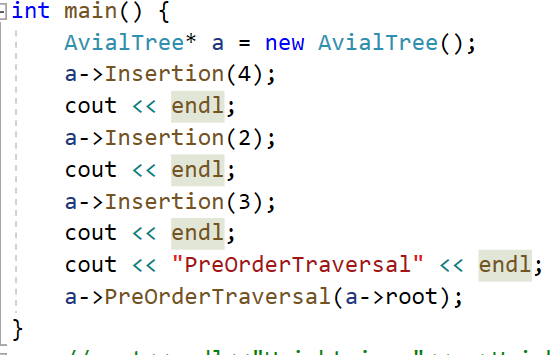 int main() {
AvialTree* a = new AvialTree();
a->Insertion(4);
cout << endl;
a->Insertion(2);
cout << endl;
a->Insertion(3);
cout << endl;
cout << "PreOrderTraversal" << endl;
a->PreOrderTraversal(a->root);
}